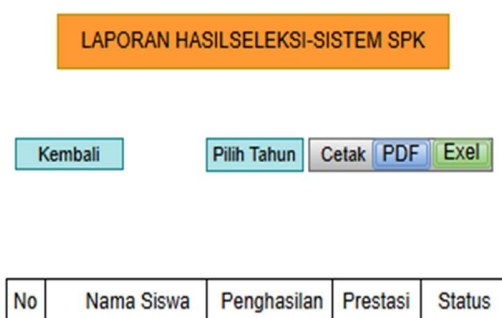 LAPORAN HASILSELEKSI-SISTEM SPK
Kembali Pilih Tahun Cetak PDF Exel
No Nama Siswa Penghasilan Prestasi Status